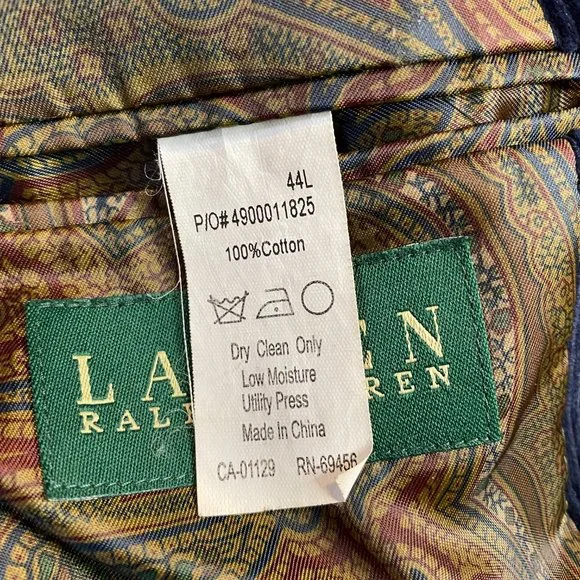 44L
P/O# 4900011825
100%Cotton
Dry Clean Only
Low Moisture
Utility Press
Made In China
CA-01129 RN-69456
LA EN
RAL REN